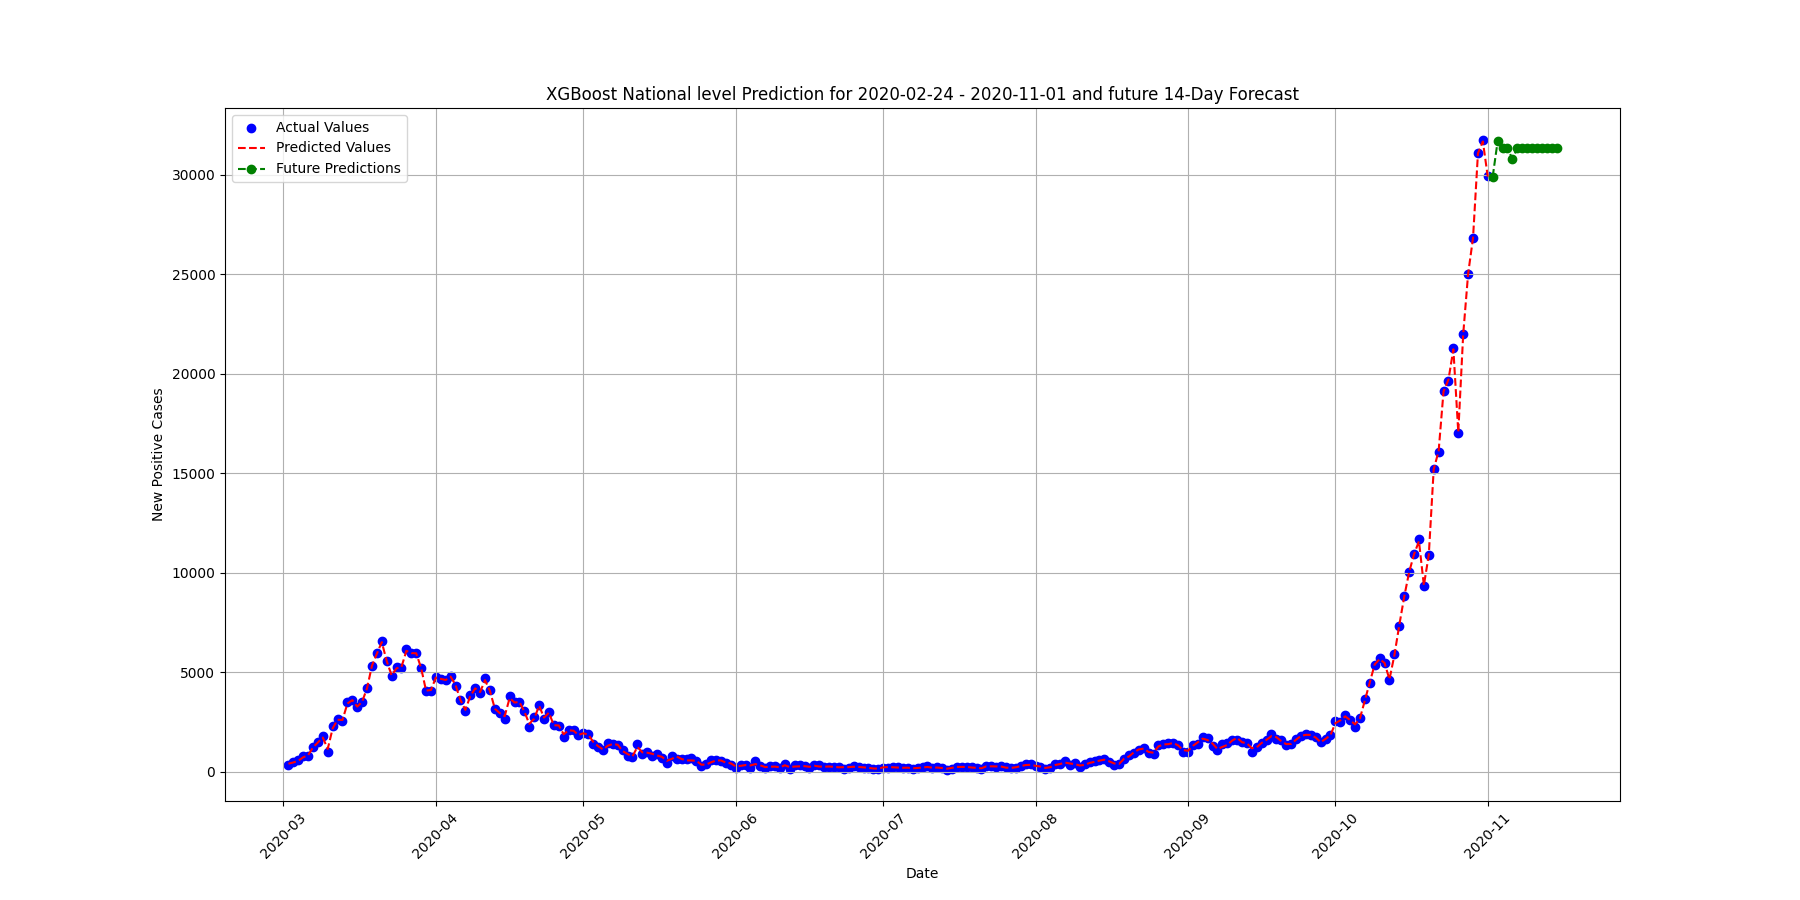 XGBoost National level Prediction for 2020-02-24 - 2020-11-01 and future 14-Day Forecast
Actual Values
Predicted Values
Future Predictions
30000
25000
20000
15000
10000
5000
0
New Positive Cases
2020-03
2020-04
2020-05
2020-06
2020-07
2020-08
2020-09
2020-10
2020-11
Date